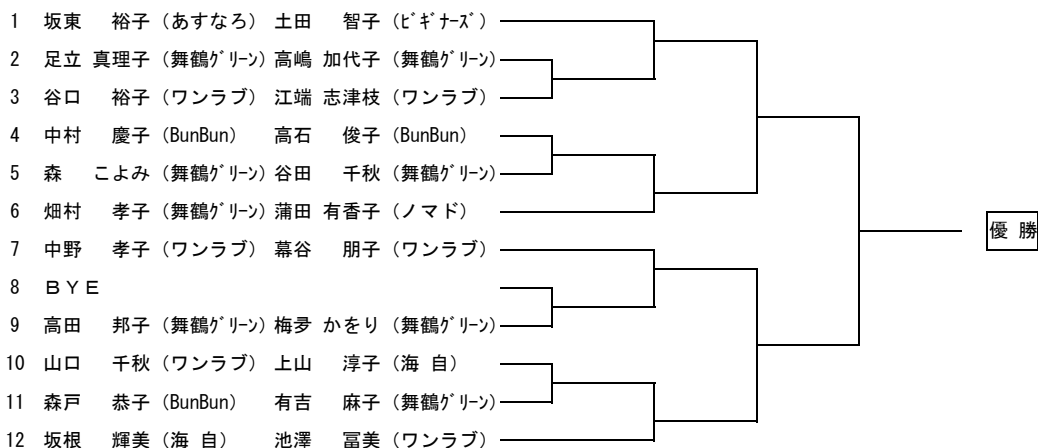 1 坂東 裕子 (あすなろ) 土田 智子 (ﾋﾞｷﾞﾅｰｽﾞ)
2 足立 真理子 (舞鶴ｸﾞﾘｰﾝ) 高嶋 加代子 (舞鶴ｸﾞﾘｰﾝ)
3 谷口 裕子 (ワンラブ) 江端 志津枝 (ワンラブ)
4 中村 慶子 (BunBun) 高石 俊子 (BunBun)
5 森 こよみ (舞鶴ｸﾞﾘｰﾝ) 谷田 千秋 (舞鶴ｸﾞﾘｰﾝ)
6 畑村 孝子 (舞鶴ｸﾞﾘｰﾝ) 蒲田 有香子 (ノマド)
優 勝
7 中野 孝子 (ワンラブ) 幕谷 朋子 (ワンラブ)
8 ＢＹＥ
9 高田 邦子 (舞鶴ｸﾞﾘｰﾝ) 梅夛 かをり (舞鶴ｸﾞﾘｰﾝ)
10 山口 千秋 (ワンラブ) 上山 淳子 (海 自)
11 森戸 恭子 (BunBun) 有吉 麻子 (舞鶴ｸﾞﾘｰﾝ)
12 坂根 輝美 (海 自) 池澤 冨美 (ワンラブ)